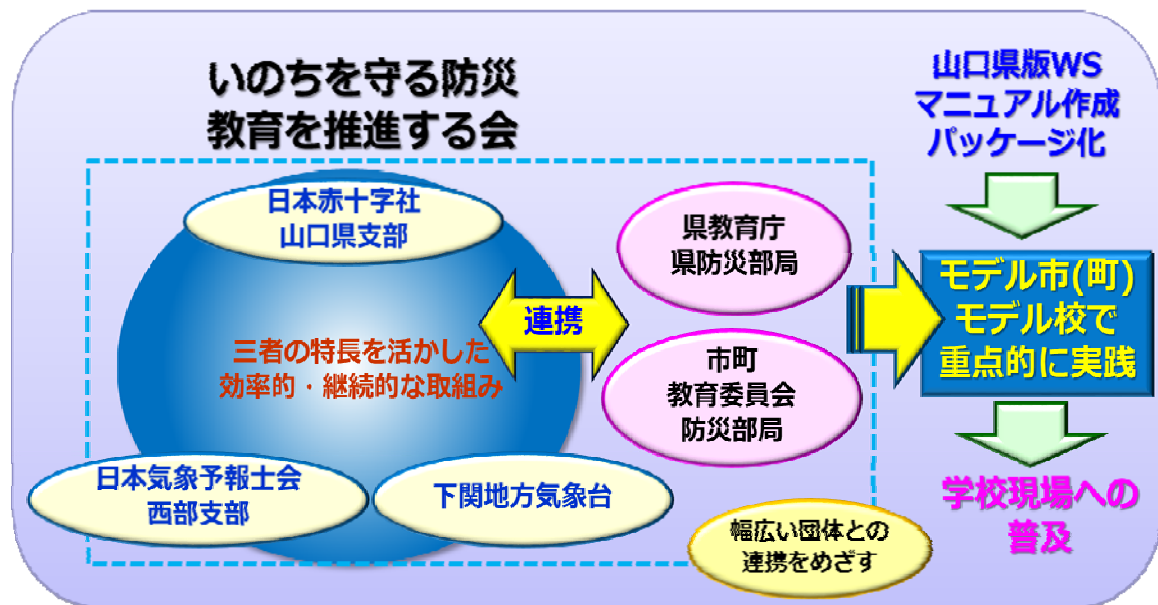 いのちを守る防災
教育を推進する会
日本赤十字社
山口県支部
三者の特長を活かした
効率的・継続的な取組み
日本気象予報士会
西部支部
下関地方気象台
連携
県教育庁
県防災部局
市町
教育委員会
防災部局
幅広い団体との
連携をめざす
山口県版WS
マニュアル作成
パッケージ化
モデル市(町)
モデル校で
重点的に実践
学校現場への
普及